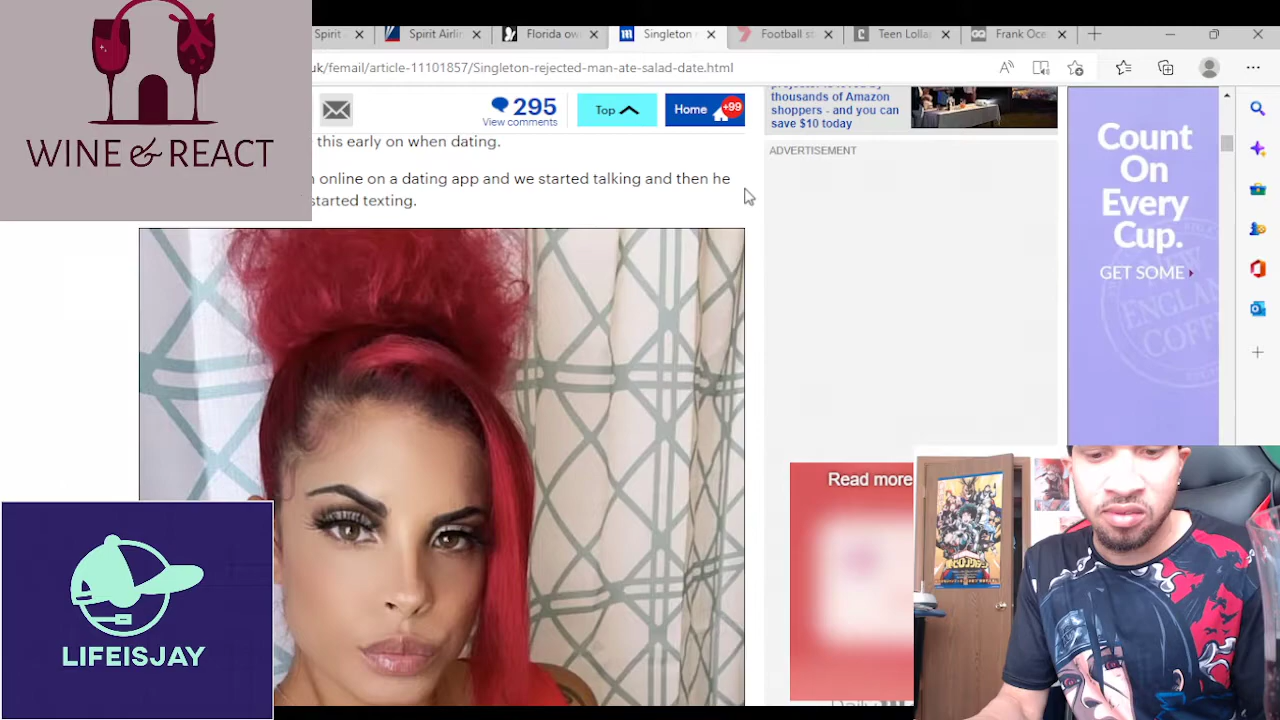 WINE & REACT
Spirit
Spirit Airlin
Florida ow
Singleton
Football st
Teen Lolla
Frank Oce
uk/femail/article-11101857/Singleton-rejected-man-ate-salad-date.html
295
View comments
Top
Home
+99
this early on when dating.
online on a dating app and we started talking and then he
started texting.
thousands of Amazon
shoppers - and you can
save $10 today
ADVERTISEMENT
Count
On
Every
Cup.
GET SOME
ENGLAND
COFFEE
Read more
LIFEISJAY